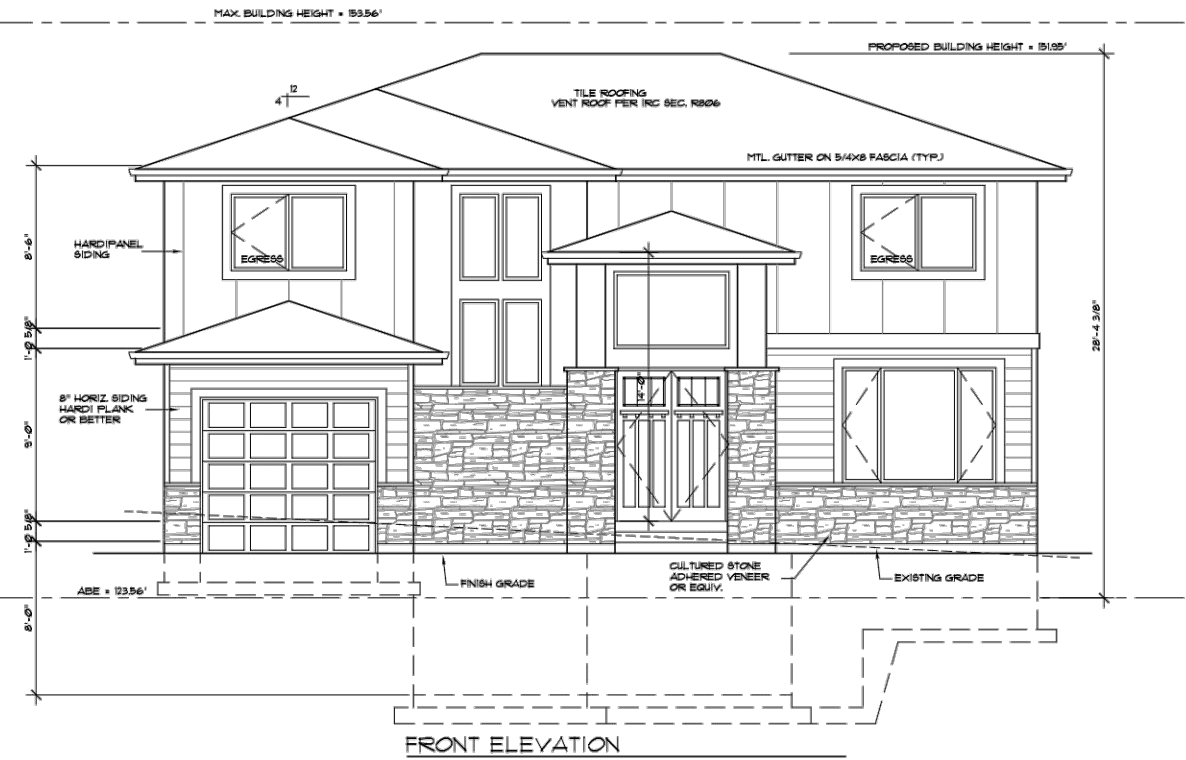 MAX. BUILDING HEIGHT = 153.56'
PROPOSED BUILDING HEIGHT = 151.95'
12
4
TILE ROOFING
VENT ROOF PER IRC SEC. R806
MTL. GUTTER ON 5/4X8 FASCIA (TYP.)
8'-6"
HARDIPANEL
SIDING
EGRESS
EGRESS
1'-0 5/8"
28'-4 3/8"
14'-0"
8" HORIZ. SIDING
HARDI PLANK
OR BETTER
9'-0"
1'-0 5/8"
CULTURED STONE
ADHERED VENEER
OR EQUIV.
FINISH GRADE
EXISTING GRADE
ABE = 123.56'
8'-0"
FRONT ELEVATION